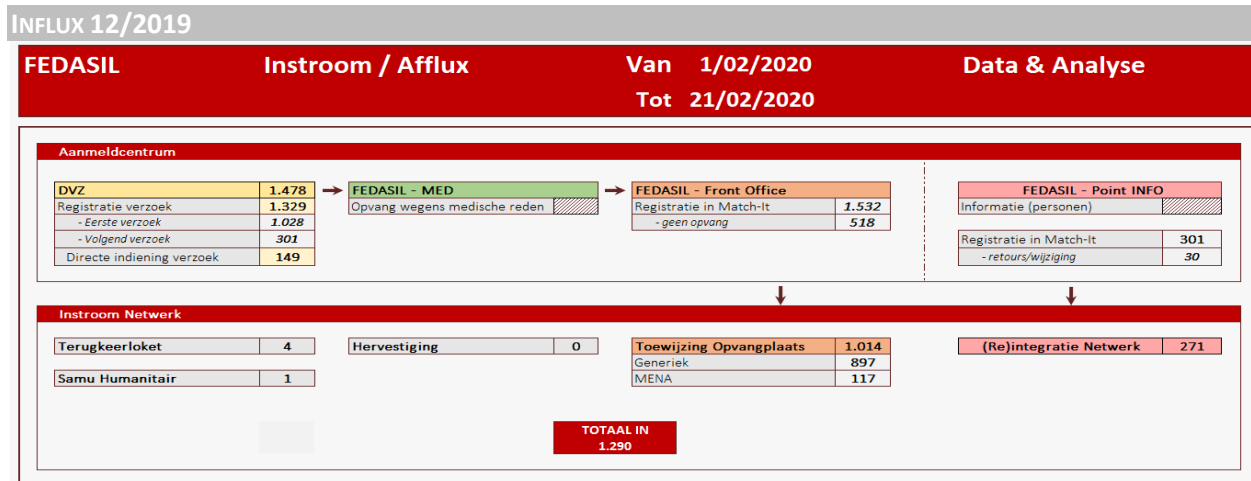 INFLUX 12/2019
FEDASIL Instroom / Afflux Van 1/02/2020 Data & Analyse
Tot 21/02/2020
Aanmeldcentrum
DVZ 1.478 FEDASIL - MED FEDASIL - Front Office FEDASIL - Point INFO
Registratie verzoek 1.329 Opvang wegens medische reden Registratie in Match-It 1.532 Informatie (personen)
- Eerste verzoek 1.028 - geen opvang 518
- Volgend verzoek 301 Registratie in Match-It 301
Directe indiening verzoek 149 - retours/wijziging 30
Instroom Netwerk
Terugkeerloket 4 Hervestiging 0 Toewijzing Opvangplaats 1.014 (Re)integratie Netwerk 271
Generiek 897
Samu Humanitair 1 MENA 117
TOTAAL IN
1.290